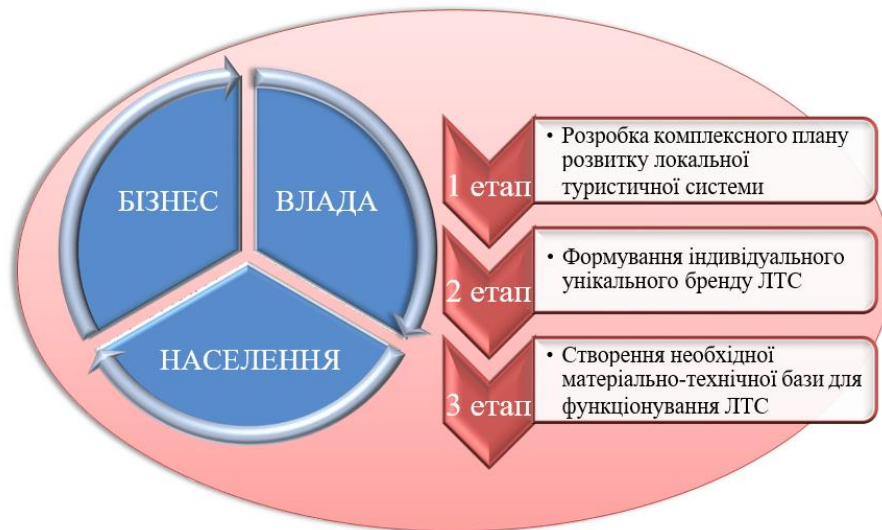 БІЗНЕС
ВЛАДА
НАСЕЛЕННЯ
1 етап
• Розробка комплексного плану
розвитку локальної
туристичної системи
2 етап
• Формування індивідуального
унікального бренду ЛТС
3 етап
• Створення необхідної
матеріально-технічної бази для
функціонування ЛТС